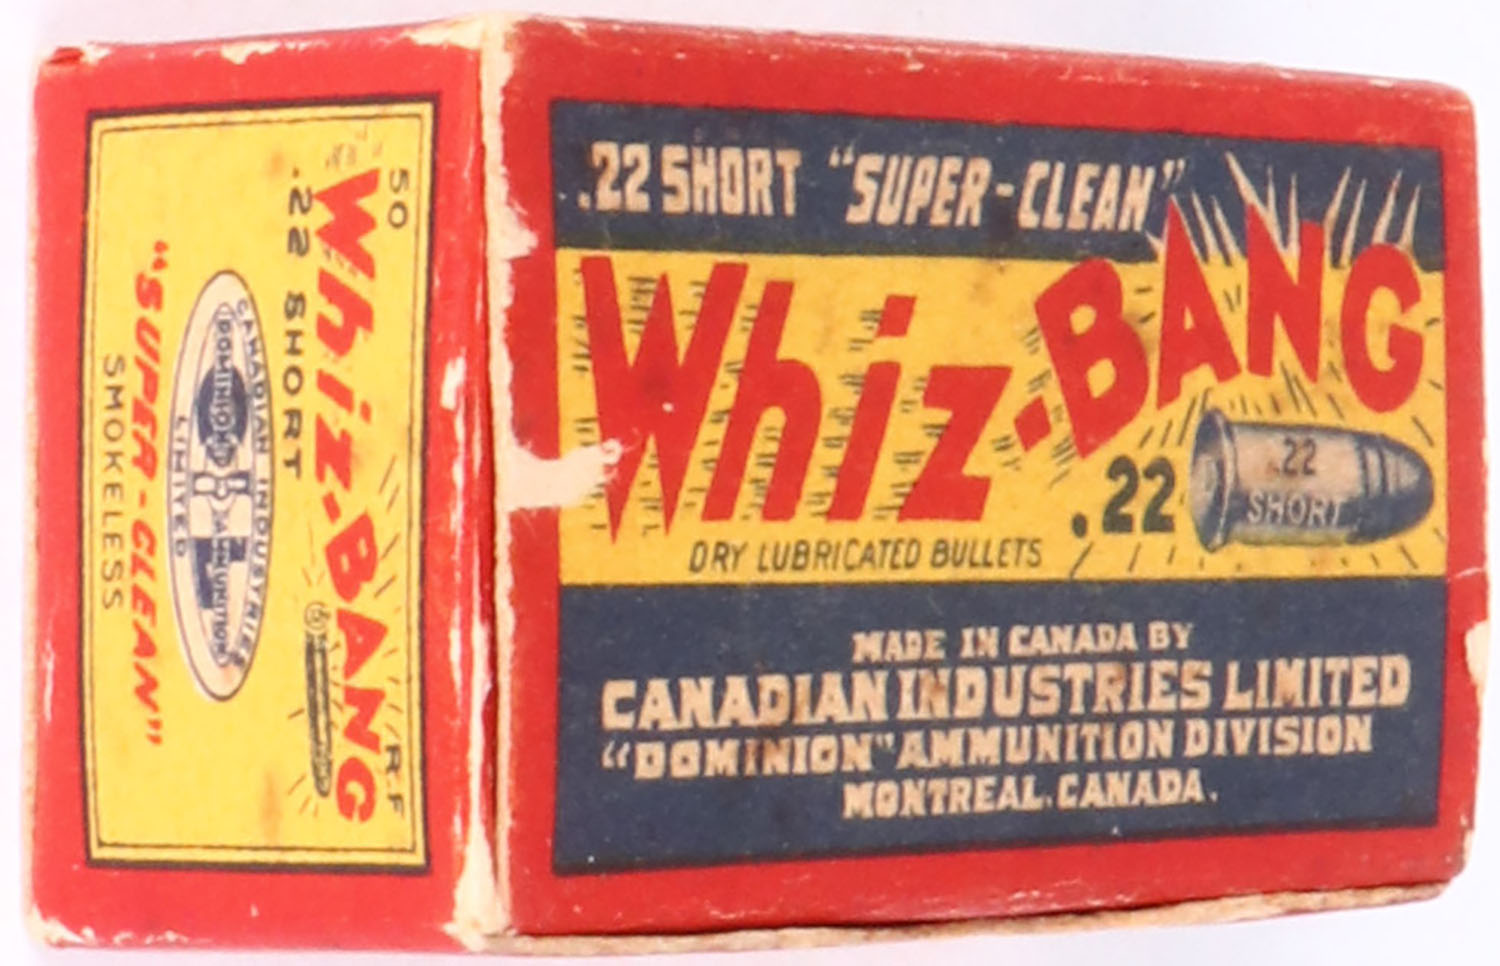 .22 SHORT "SUPER-CLEAN"
Whiz-BANG
.22
.22
SHORT
DRY LUBRICATED BULLETS
MADE IN CANADA BY
CANADIAN INDUSTRIES LIMITED
"DOMINION" AMMUNITION DIVISION
MONTREAL. CANADA.
50 R.F
Whiz-BANG
.22 SHORT
CANADIAN INDUSTRIES
DOMINION AMMUNITION
LIMITED
"SUPER-CLEAN"
SMOKELESS